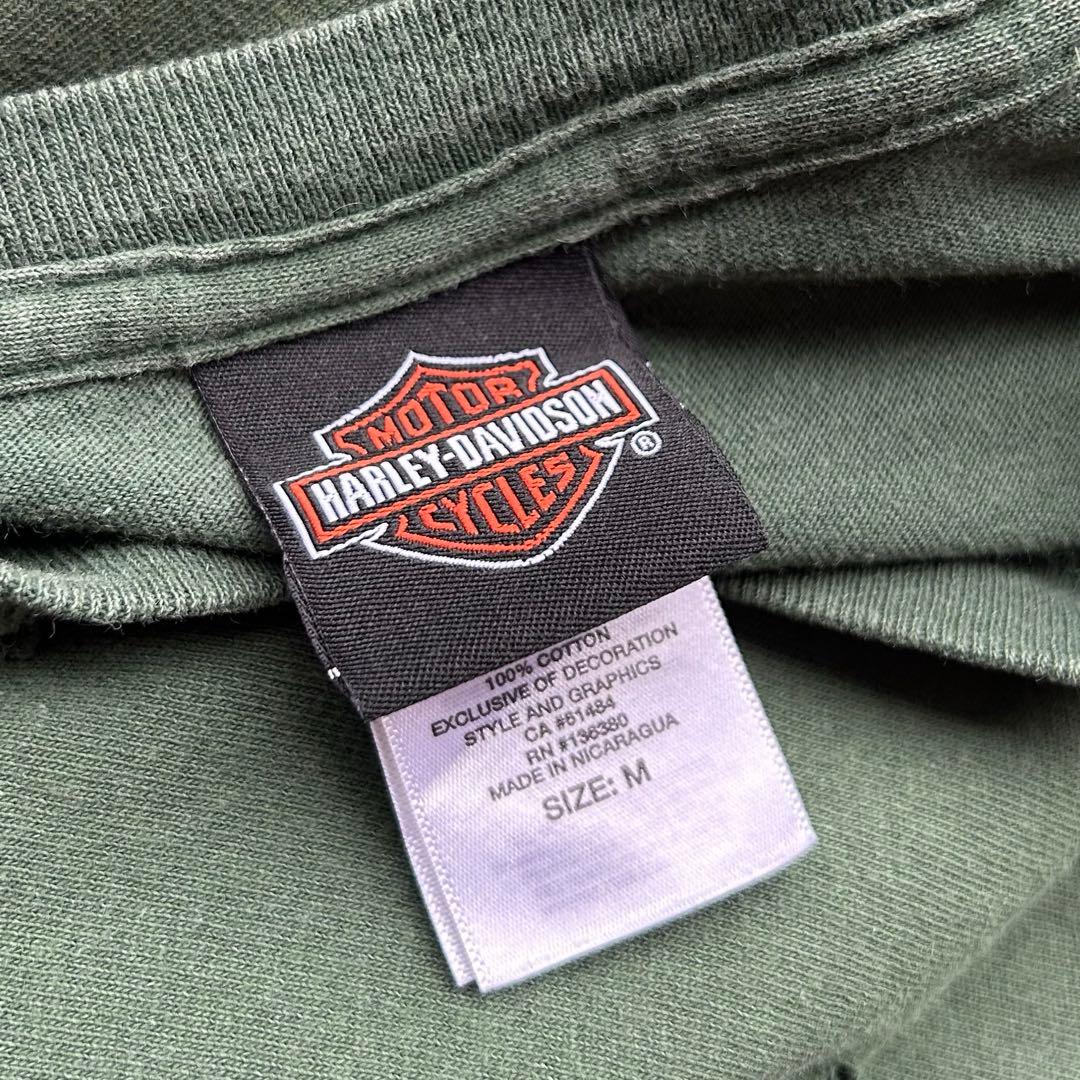 MOTOR
HARLEY-DAVIDSON
CYCLES
®
100% COTTON
EXCLUSIVE OF DECORATION
STYLE AND GRAPHICS
CA #61484
RN #136380
MADE IN NICARAGUA
SIZE: M